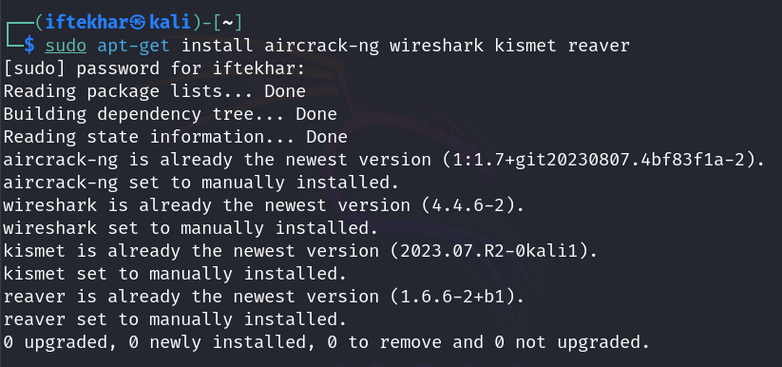 ┌──(iftekhar㉿kali)-[~]
└─$ sudo apt-get install aircrack-ng wireshark kismet reaver
[sudo] password for iftekhar:
Reading package lists... Done
Building dependency tree... Done
Reading state information... Done
aircrack-ng is already the newest version (1:1.7+git20230807.4bf83f1a-2).
aircrack-ng set to manually installed.
wireshark is already the newest version (4.4.6-2).
wireshark set to manually installed.
kismet is already the newest version (2023.07.R2-0kali1).
kismet set to manually installed.
reaver is already the newest version (1.6.6-2+b1).
reaver set to manually installed.
0 upgraded, 0 newly installed, 0 to remove and 0 not upgraded.